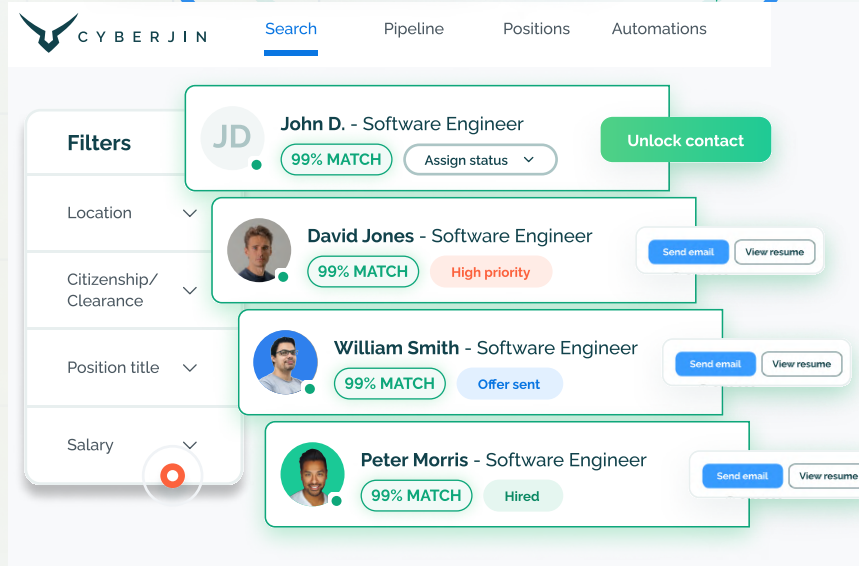 CYBERJIN
Search
Pipeline
Positions
Automations
Filters
Location
Citizenship/
Clearance
Position title
Salary
JD
John D. - Software Engineer
99% MATCH
Assign status
Unlock contact
David Jones - Software Engineer
99% MATCH
High priority
Send email
View resume
William Smith - Software Engineer
99% MATCH
Offer sent
Send email
View resume
Peter Morris - Software Engineer
99% MATCH
Hired
Send email
View resume